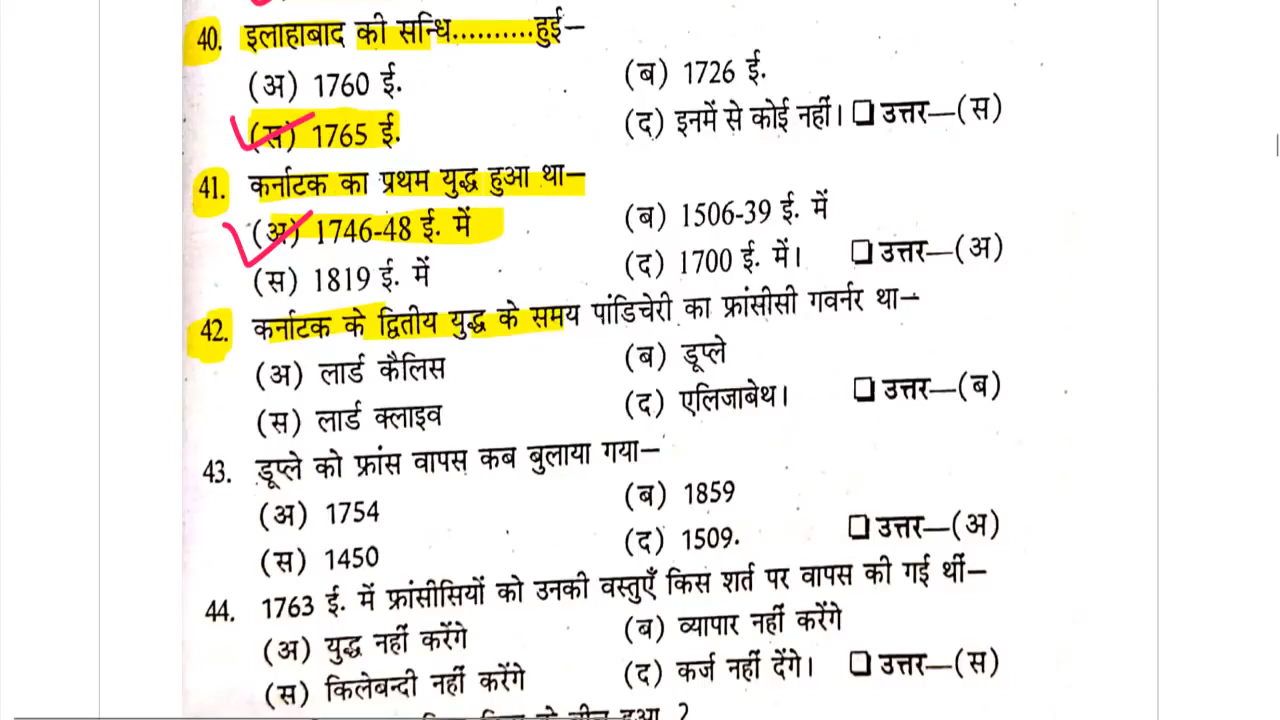 40. इलाहाबाद की सन्धि..........हुई—
(अ) 1760 ई. (ब) 1726 ई.
(स) 1765 ई. (द) इनमें से कोई नहीं। ❑ उत्तर—(स)
41. कर्नाटक का प्रथम युद्ध हुआ था—
(अ) 1746-48 ई. में (ब) 1506-39 ई. में
(स) 1819 ई. में (द) 1700 ई. में। ❑ उत्तर—(अ)
42. कर्नाटक के द्वितीय युद्ध के समय पांडिचेरी का फ्रांसीसी गवर्नर था—
(अ) लार्ड कैलिस (ब) डूप्ले
(स) लार्ड क्लाइव (द) एलिजाबेथ। ❑ उत्तर—(ब)
43. डूप्ले को फ्रांस वापस कब बुलाया गया—
(अ) 1754 (ब) 1859
(स) 1450 (द) 1509. ❑ उत्तर—(अ)
44. 1763 ई. में फ्रांसीसियों को उनकी वस्तुएँ किस शर्त पर वापस की गई थीं—
(अ) युद्ध नहीं करेंगे (ब) व्यापार नहीं करेंगे
(स) किलेबन्दी नहीं करेंगे (द) कर्ज नहीं देंगे। ❑ उत्तर—(स)